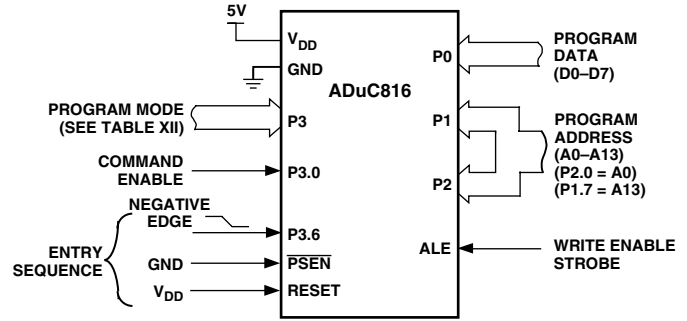 5V
VDD
GND
ADuC816
P0
PROGRAM
DATA
(D0–D7)
PROGRAM MODE
(SEE TABLE XII)
P3
P1
PROGRAM
ADDRESS
(A0–A13)
(P2.0 = A0)
(P1.7 = A13)
COMMAND
ENABLE
P3.0
P2
NEGATIVE
EDGE
P3.6
ENTRY
SEQUENCE
GND
PSEN
VDD
RESET
ALE
WRITE ENABLE
STROBE